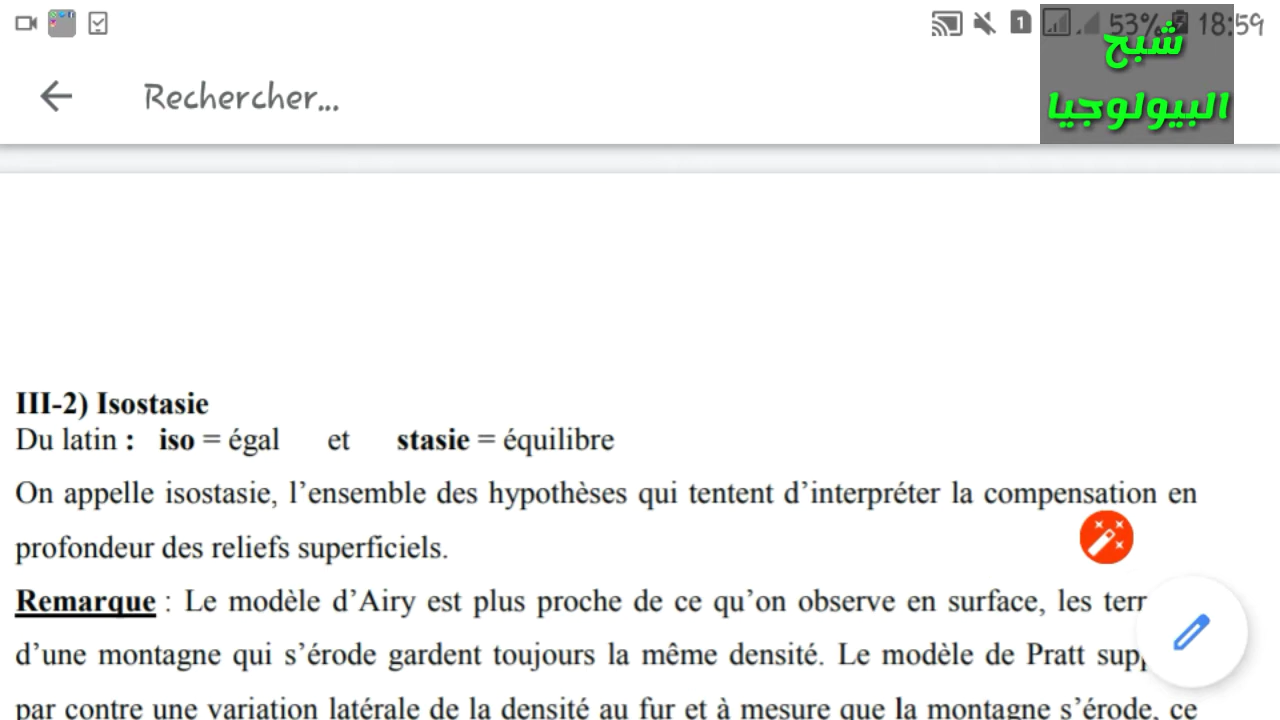 1 53% 18:59
شبح
البيولوجيا
Rechercher...
III-2) Isostasie
Du latin : iso = égal et stasie = équilibre
On appelle isostasie, l’ensemble des hypothèses qui tentent d’interpréter la compensation en
profondeur des reliefs superficiels.
Remarque : Le modèle d’Airy est plus proche de ce qu’on observe en surface, les
d’une montagne qui s’érode gardent toujours la même densité. Le modèle de Pratt
par contre une variation latérale de la densité au fur et à mesure que la montagne s’érode, ce